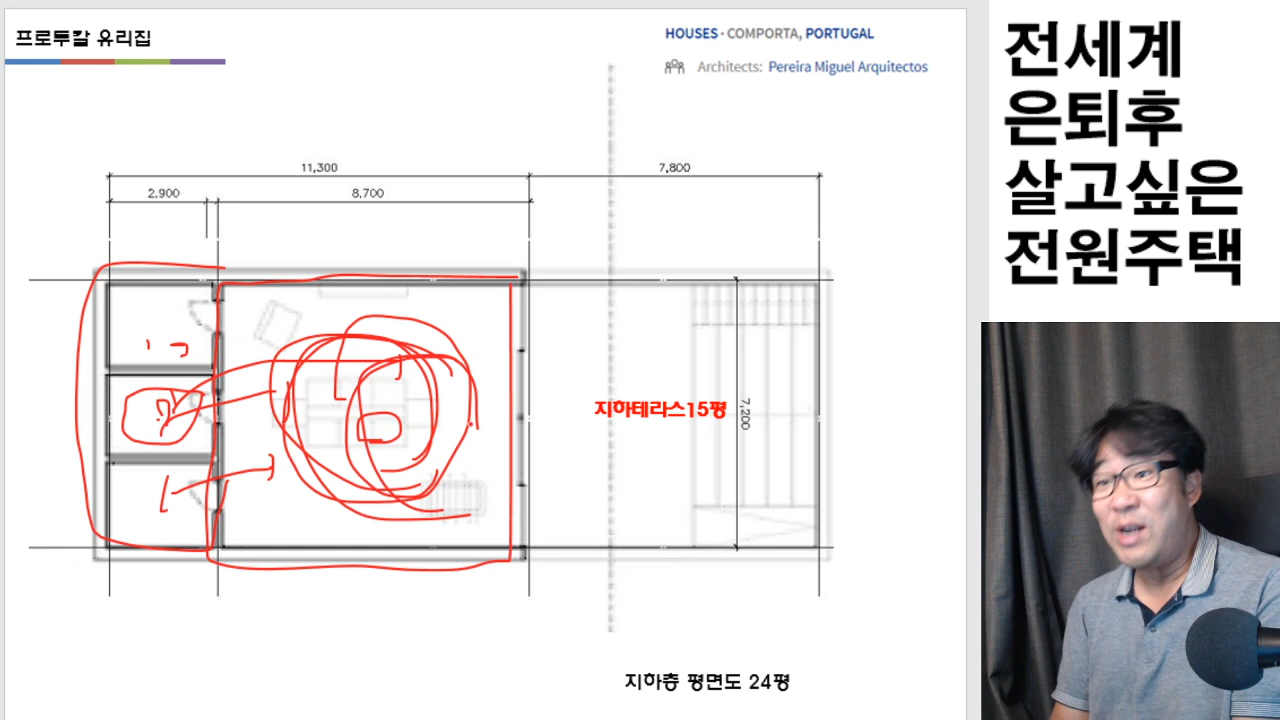 프로투칼 유리집
HOUSES · COMPORTA, PORTUGAL
Architects: Pereira Miguel Arquitectos
전세계
은퇴후
살고싶은
전원주택
11,300
7,800
2,900
8,700
지하테라스15평
7,200
지하층 평면도 24평